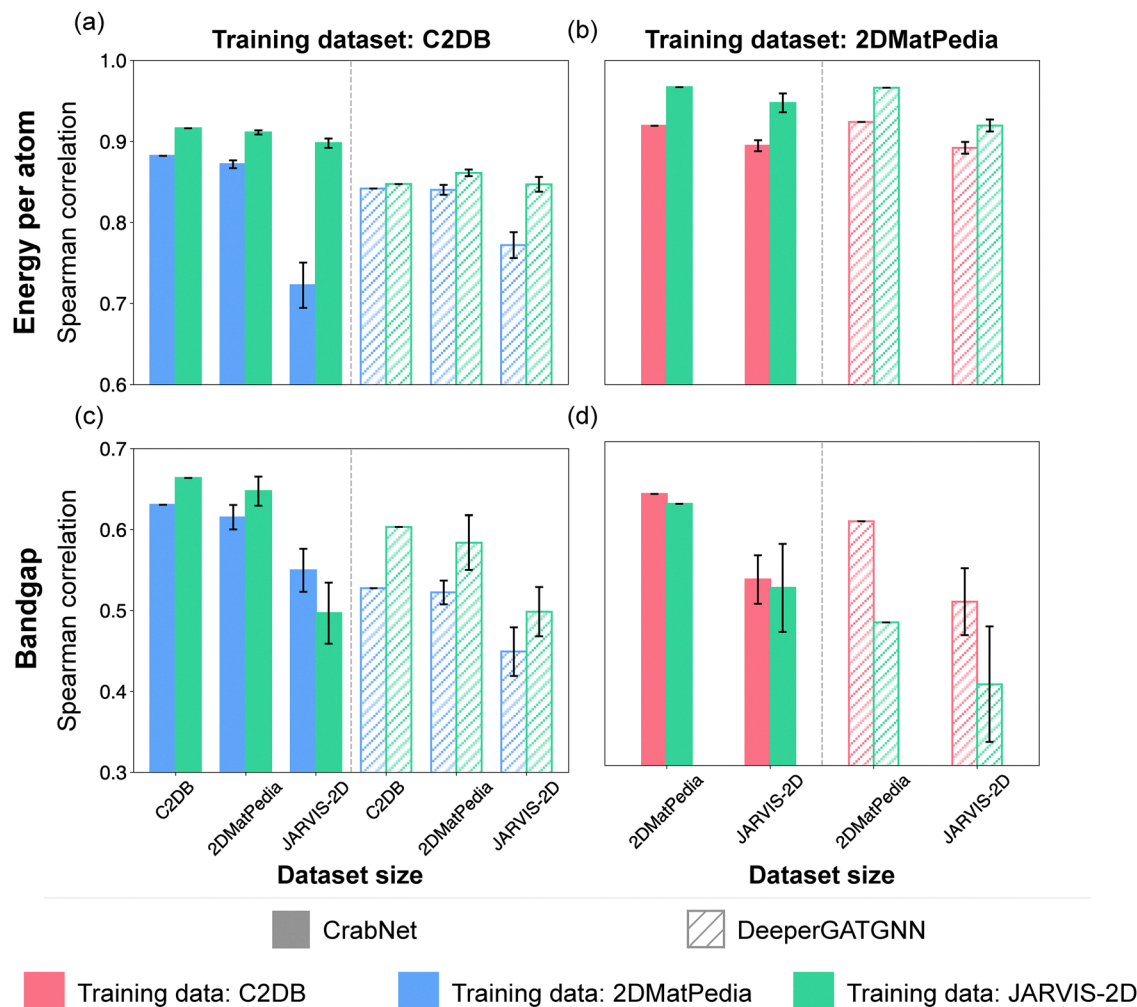 (a)
Training dataset: C2DB
(b)
Training dataset: 2DMatPedia
Energy per atom
Spearman correlation
1.0
0.9
0.8
0.7
0.6
(c)
(d)
Bandgap
Spearman correlation
0.7
0.6
0.5
0.4
0.3
C2DB
2DMatPedia
JARVIS-2D
C2DB
2DMatPedia
JARVIS-2D
2DMatPedia
JARVIS-2D
2DMatPedia
JARVIS-2D
Dataset size
Dataset size
CrabNet
DeeperGATGNN
Training data: C2DB
Training data: 2DMatPedia
Training data: JARVIS-2D